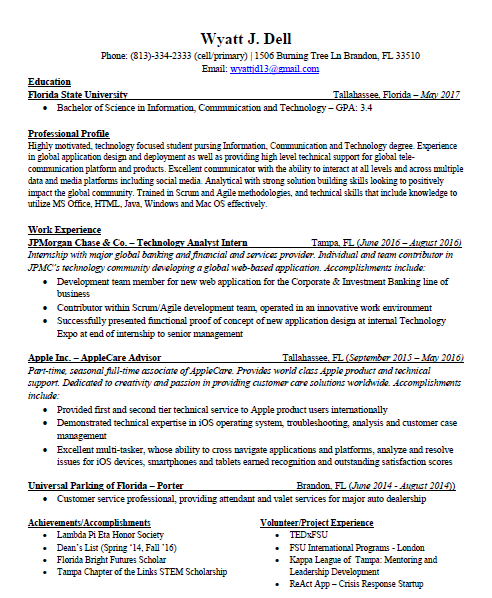 Wyatt J. Dell
Phone: (813)-334-2333 (cell/primary) | 1506 Burning Tree Ln Brandon, FL 33510
Email: wyattjd13@gmail.com
Education
Florida State University Tallahassee, Florida – May 2017
• Bachelor of Science in Information, Communication and Technology – GPA: 3.4
Professional Profile
Highly motivated, technology focused student pursing Information, Communication and Technology degree. Experience
in global application design and deployment as well as providing high level technical support for global tele-
communication platform and products. Excellent communicator with the ability to interact at all levels and across multiple
data and media platforms including social media. Analytical with strong solution building skills looking to positively
impact the global community. Trained in Scrum and Agile methodologies, and technical skills that include knowledge to
utilize MS Office, HTML, Java, Windows and Mac OS effectively.
Work Experience
JPMorgan Chase & Co. – Technology Analyst Intern Tampa, FL (June 2016 – August 2016)
Internship with major global banking and financial and services provider. Individual and team contributor in
JPMC's technology community developing a global web-based application. Accomplishments include:
• Development team member for new web application for the Corporate & Investment Banking line of
business
• Contributor within Scrum/Agile development team, operated in an innovative work environment
• Successfully presented functional proof of concept of new application design at internal Technology
Expo at end of internship to senior management
Apple Inc. – AppleCare Advisor Tallahassee, FL (September 2015 – May 2016)
Part-time, seasonal full-time associate of AppleCare. Provides world class Apple product and technical
support. Dedicated to creativity and passion in providing customer care solutions worldwide. Accomplishments
include:
• Provided first and second tier technical service to Apple product users internationally
• Demonstrated technical expertise in iOS operating system, troubleshooting, analysis and customer case
management
• Excellent multi-tasker, whose ability to cross navigate applications and platforms, analyze and resolve
issues for iOS devices, smartphones and tablets earned recognition and outstanding satisfaction scores
Universal Parking of Florida – Porter Brandon, FL (June 2014 - August 2014))
• Customer service professional, providing attendant and valet services for major auto dealership
Achievements/Accomplishments
• Lambda Pi Eta Honor Society
• Dean's List (Spring '14, Fall '16)
• Florida Bright Futures Scholar
• Tampa Chapter of the Links STEM Scholarship
Volunteer/Project Experience
• TEDxFSU
• FSU International Programs - London
• Kappa League of Tampa: Mentoring and
Leadership Development
• ReAct App – Crisis Response Startup